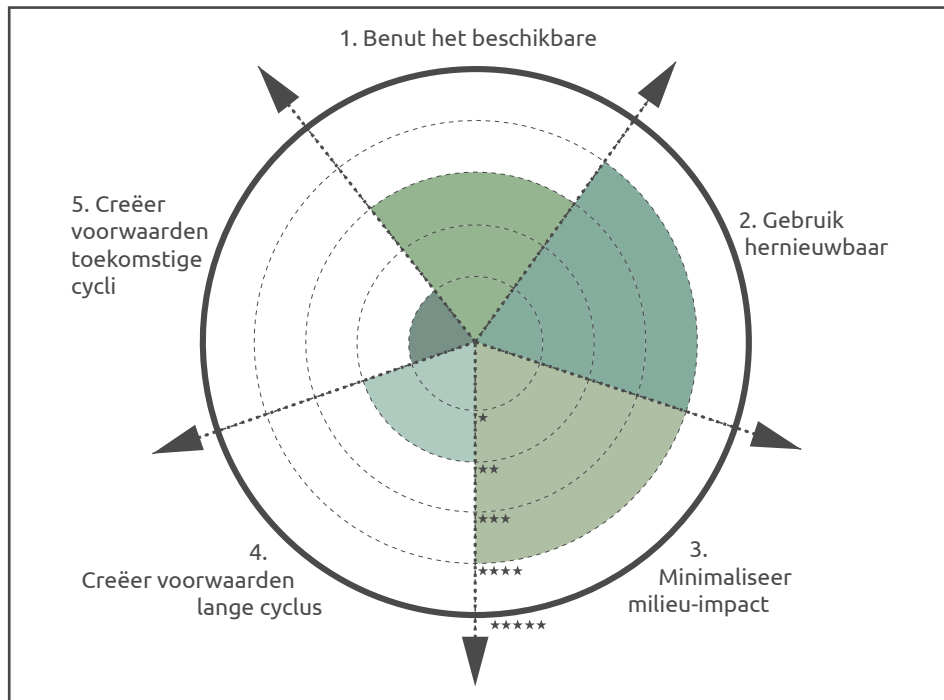 1. Benut het beschikbare
2. Gebruik
hernieuwbaar
3.
Minimaliseer
milieu-impact
4.
Creëer voorwaarden
lange cyclus
5. Creëer
voorwaarden
toekomstige
cycli
★
★★
★★★
★★★★
★★★★★